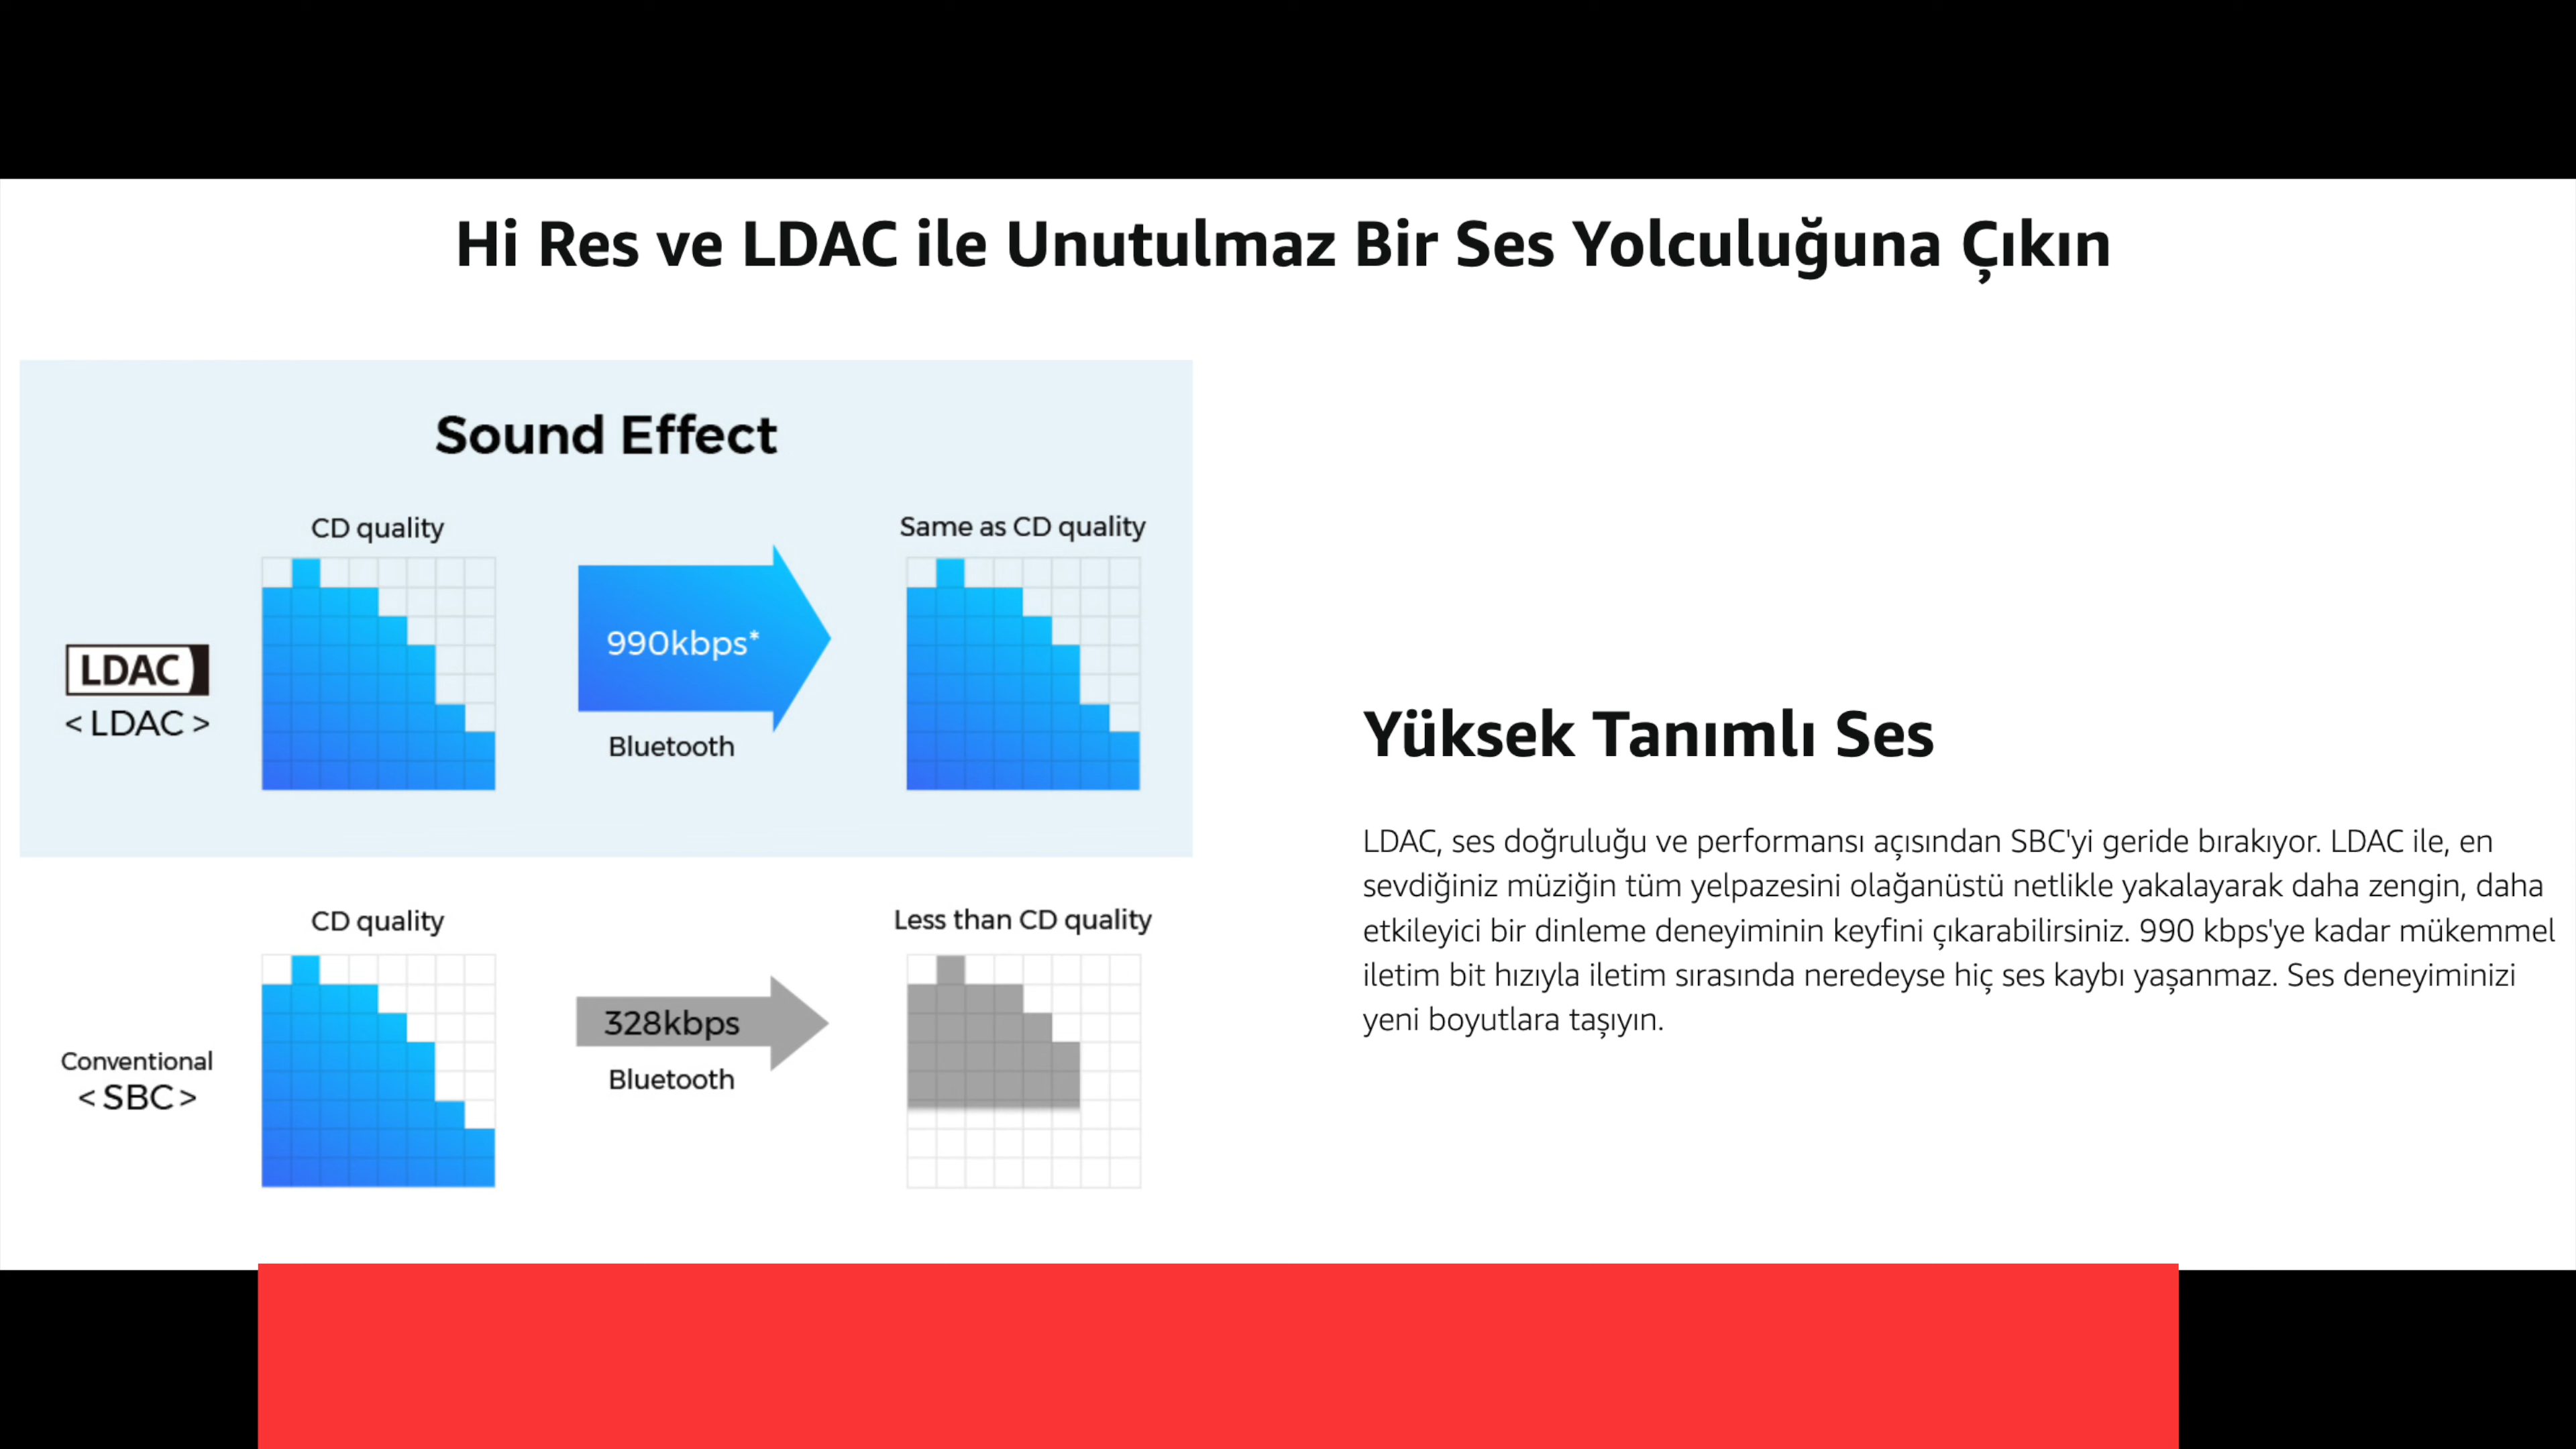 Hi Res ve LDAC ile Unutulmaz Bir Ses Yolculuğuna Çıkın
Sound Effect
CD quality
Same as CD quality
LDAC
990kbps*
< LDAC >
Bluetooth
CD quality
Less than CD quality
328kbps
Conventional
< SBC >
Bluetooth
Yüksek Tanımlı Ses
LDAC, ses doğruluğu ve performansı açısından SBC'yi geride bırakıyor. LDAC ile, en
sevdiğiniz müziğin tüm yelpazesini olağanüstü netlikle yakalayarak daha zengin, daha
etkileyici bir dinleme deneyiminin keyfini çıkarabilirsiniz. 990 kbps'ye kadar mükemmel
iletim bit hızıyla iletim sırasında neredeyse hiç ses kaybı yaşanmaz. Ses deneyiminizi
yeni boyutlara taşıyın.